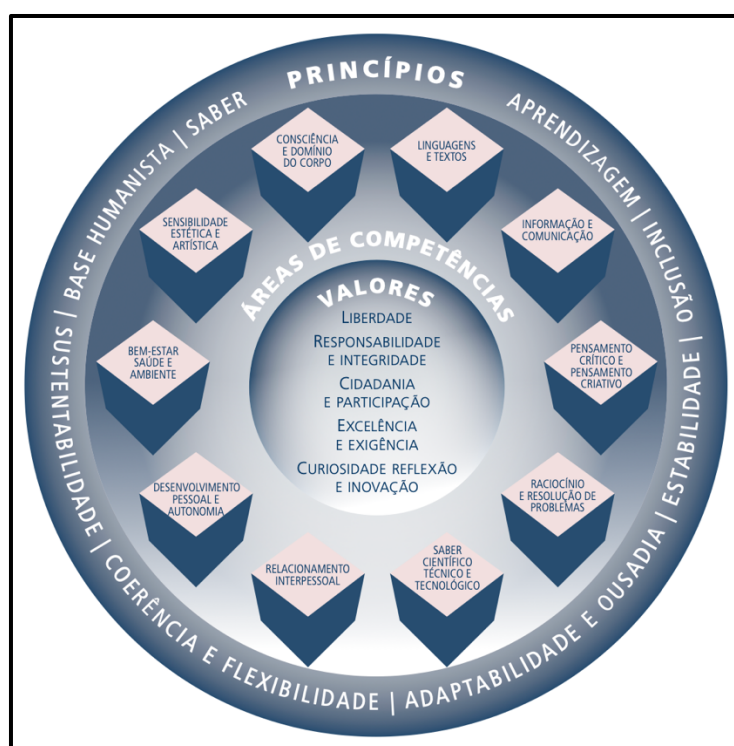 PRINCÍPIOS
BASE HUMANISTA | SABER
APRENDIZAGEM | INCLUSÃO | ESTABILIDADE | ADAPTABILIDADE E OUSADIA | COERÊNCIA E FLEXIBILIDADE | SUSTENTABILIDADE |
CONSCIÊNCIA
E DOMÍNIO
DO CORPO
LINGUAGENS
E TEXTOS
SENSIBILIDADE
ESTÉTICA E
ARTÍSTICA
INFORMAÇÃO E
COMUNICAÇÃO
ÁREAS DE COMPETÊNCIAS
VALORES
LIBERDADE
RESPONSABILIDADE
E INTEGRIDADE
CIDADANIA
E PARTICIPAÇÃO
EXCELÊNCIA
E EXIGÊNCIA
CURIOSIDADE REFLEXÃO
E INOVAÇÃO
BEM-ESTAR
SAÚDE E
AMBIENTE
PENSAMENTO
CRÍTICO E
PENSAMENTO
CRIATIVO
DESENVOLVIMENTO
PESSOAL E
AUTONOMIA
RACIOCÍNIO
E RESOLUÇÃO DE
PROBLEMAS
RELACIONAMENTO
INTERPESSOAL
SABER
CIENTÍFICO
TÉCNICO E
TECNOLÓGICO